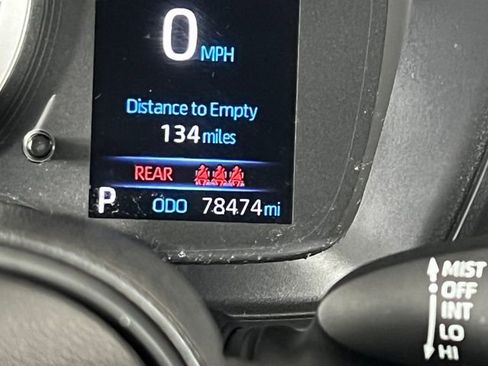 0 MPH
Distance to Empty
134 miles
REAR
P ODO 78474 mi
MIST
OFF
INT
LO
HI